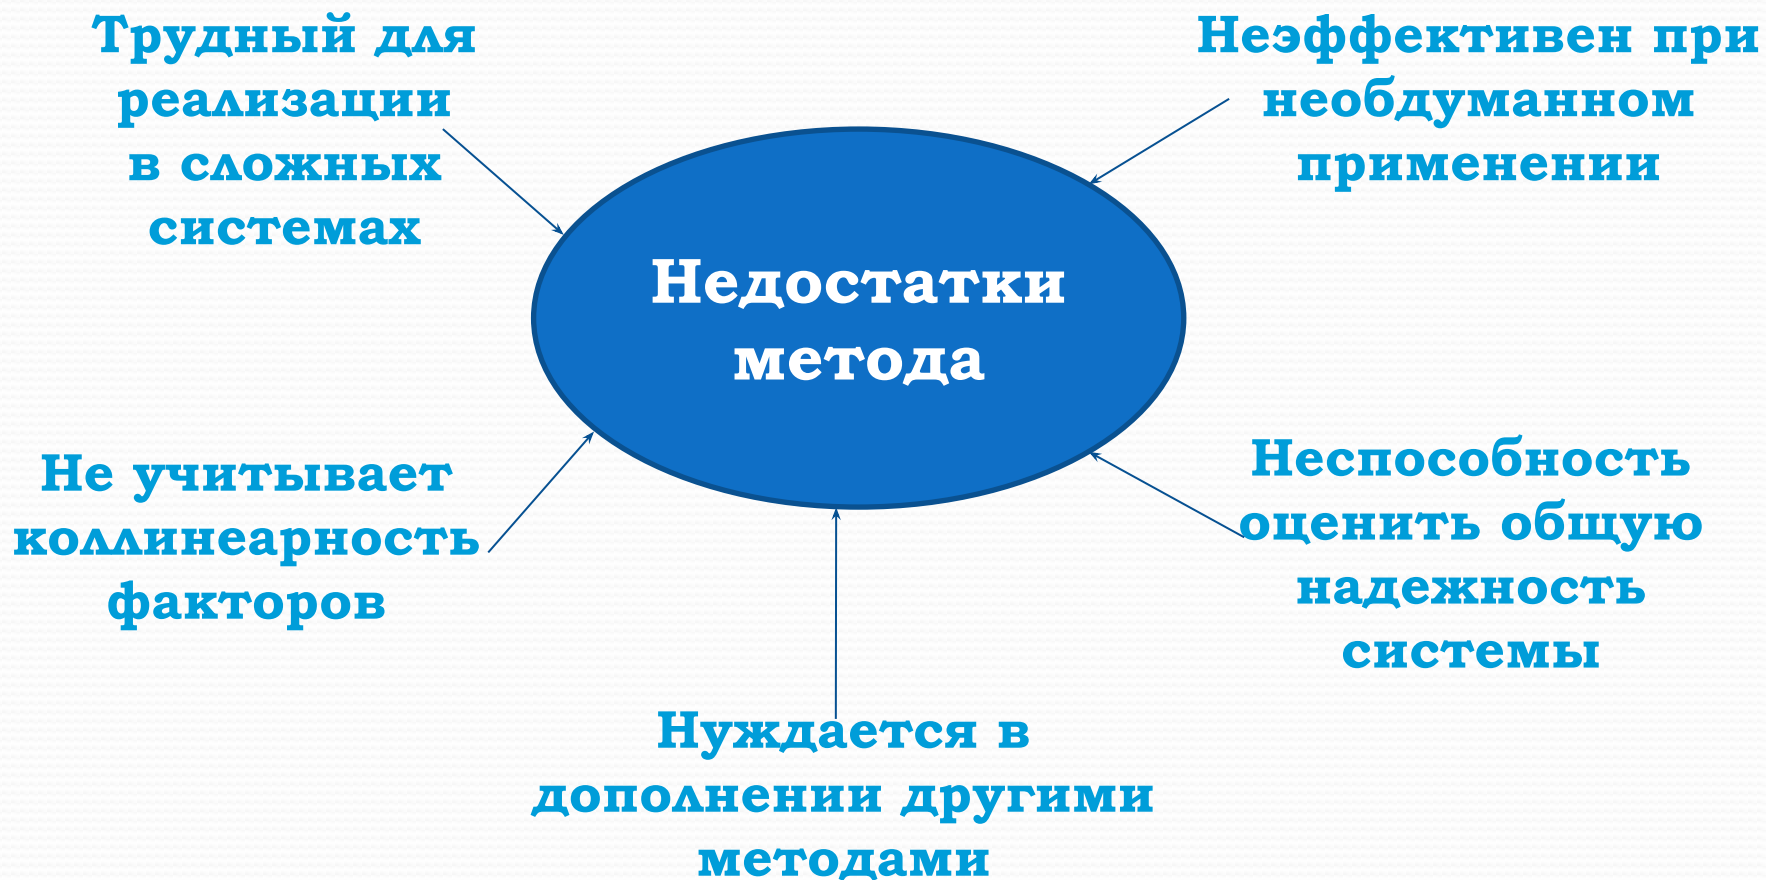 Трудный для
реализации
в сложных
системах
Неэффективен при
необдуманном
применении
Недостатки
метода
Не учитывает
коллинеарность
факторов
Неспособность
оценить общую
надежность
системы
Нуждается в
дополнении другими
методами